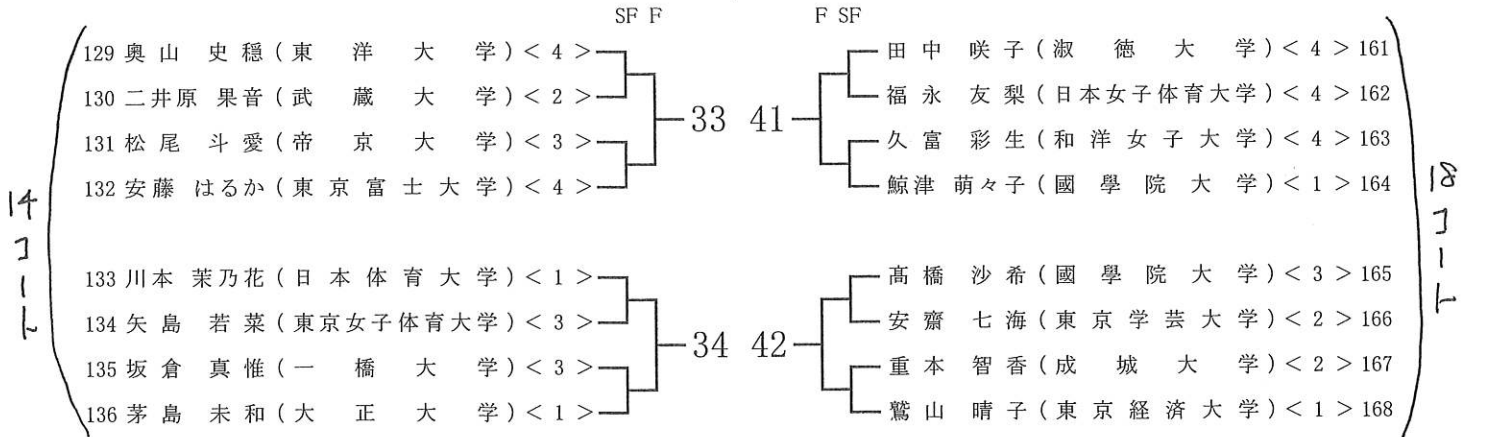 SF F
129 奥山 史穏 (東洋大学) < 4 >
130 二井原 果音 (武蔵大学) < 2 >
131 松尾 斗愛 (帝京大学) < 3 >
132 安藤 はるか (東京富士大学) < 4 >
33
133 川本 茉乃花 (日本体育大学) < 1 >
134 矢島 若菜 (東京女子体育大学) < 3 >
135 坂倉 真惟 (一橋大学) < 3 >
136 茅島 未和 (大正大学) < 1 >
34
14コート
F SF
田中 咲子 (淑徳大学) < 4 > 161
福永 友梨 (日本女子体育大学) < 4 > 162
久富 彩生 (和洋女子大学) < 4 > 163
鯨津 萌々子 (國學院大学) < 1 > 164
41
髙橋 沙希 (國學院大学) < 3 > 165
安齋 七海 (東京学芸大学) < 2 > 166
重本 智香 (成城大学) < 2 > 167
鷲山 晴子 (東京経済大学) < 1 > 168
42
18コート